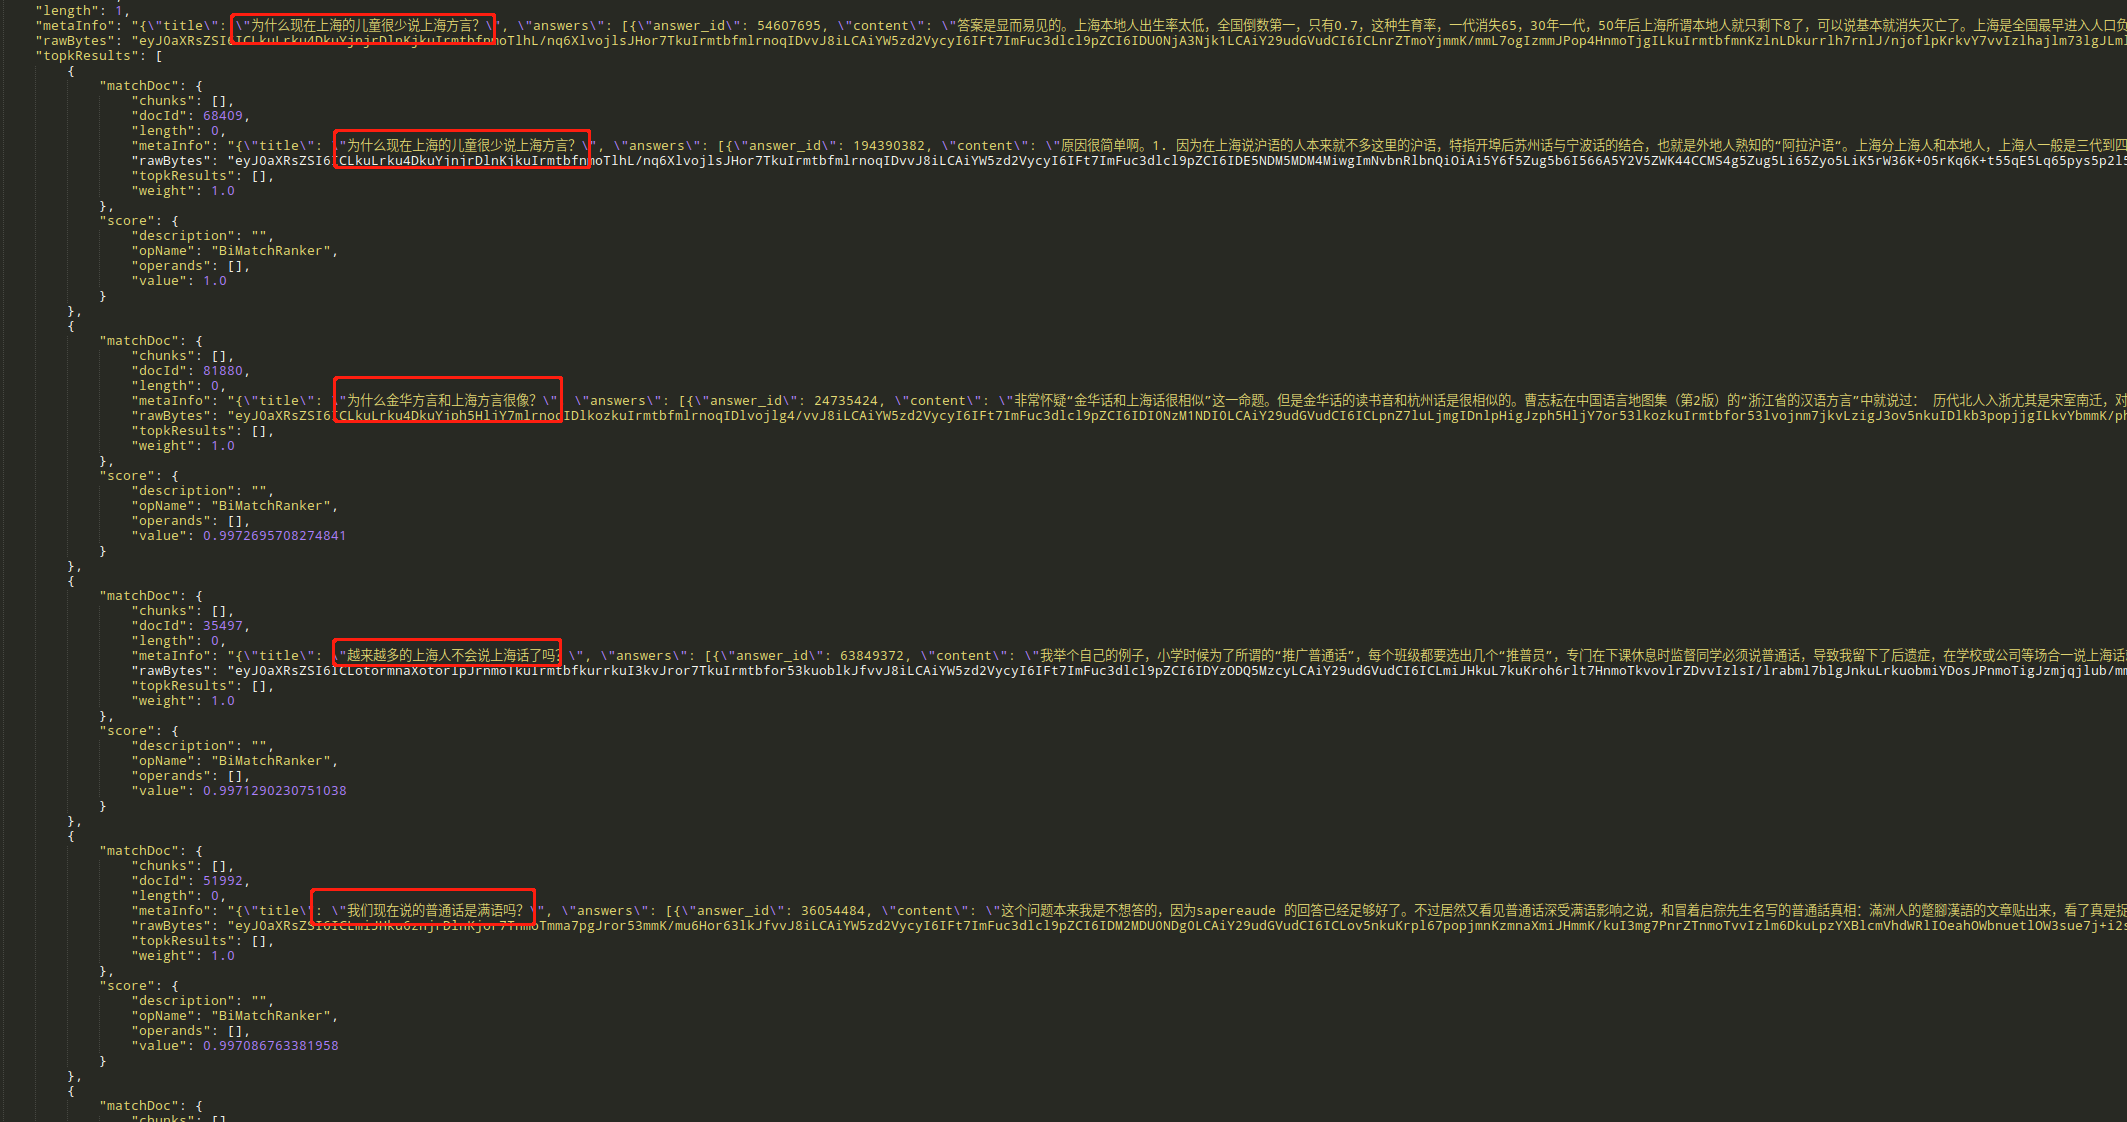 "length": 1,
"metaInfo": "{\"title\": \"为什么现在上海的儿童很少说上海方言? \", \"answers\": [{\"answer_id\": 54607695, \"content\": \"答案是显而易见的。上海本地人出生率太低，全国倒数第一，只有0.7，这种生育率，一代消失65，30年一代，50年后上海所谓本地人就只剩下8了，可以说基本就消失灭亡了。上海是全国最早进入人口负
"rawBytes":
"topkResults": [
{
"matchDoc": {
"chunks": [],
"docId": 68409,
"length": 0,
"metaInfo": "{\"title\": \"为什么现在上海的儿童很少说上海方言? \", \"answers\": [{\"answer_id\": 194390382, \"content\": \"原因很简单啊。1. 因为在上海说沪语的人本来就不多这里的沪语，特指开埠后苏州话与宁波话的结合，也就是外地人熟知的“阿拉沪语“。上海分上海人和本地人，上海人一般是三代到四
"rawBytes":
"topkResults": [],
"weight": 1.0
},
"score": {
"description": "",
"opName": "BiMatchRanker",
"operands": [],
"value": 1.0
}
},
{
"matchDoc": {
"chunks": [],
"docId": 81880,
"length": 0,
"metaInfo": "{\"title\": \"为什么金华方言和上海方言很像? \", \"answers\": [{\"answer_id\": 24735424, \"content\": \"非常怀疑“金华话和上海话很相似”这一命题。但是金华话的读书音和杭州话是很相似的。曹志耘在中国语言地图集（第2版）的“浙江省的汉语方言”中就说过： 历代北人入浙尤其是宋室南迁，对
"rawBytes":
"topkResults": [],
"weight": 1.0
},
"score": {
"description": "",
"opName": "BiMatchRanker",
"operands": [],
"value": 0.9972695708274841
}
},
{
"matchDoc": {
"chunks": [],
"docId": 35497,
"length": 0,
"metaInfo": "{\"title\": \"越来越多的上海人不会说上海话了吗? \", \"answers\": [{\"answer_id\": 63849372, \"content\": \"我举个自己的例子，小学时候为了所谓的“推广普通话”，每个班级都要选出几个“推普员”，专门在下课休息时监督同学必须说普通话，导致我留下了后遗症，在学校或公司等场合一说上海话
"rawBytes":
"topkResults": [],
"weight": 1.0
},
"score": {
"description": "",
"opName": "BiMatchRanker",
"operands": [],
"value": 0.9971290230751038
}
},
{
"matchDoc": {
"chunks": [],
"docId": 51992,
"length": 0,
"metaInfo": "{\"title\": \"我们现在说的普通话是满语吗? \", \"answers\": [{\"answer_id\": 36054484, \"content\": \"这个问题本来我是不想答的，因为sapereaude 的回答已经足够好了。不过居然又看见普通话深受满语影响之说，和冒着启孮先生名写的普通話真相：滿洲人的蹩腳漢語的文章贴出来，看了真是捉
"rawBytes":
"topkResults": [],
"weight": 1.0
},
"score": {
"description": "",
"opName": "BiMatchRanker",
"operands": [],
"value": 0.997086763381958
}
},
{
"matchDoc": {
"chunks": []